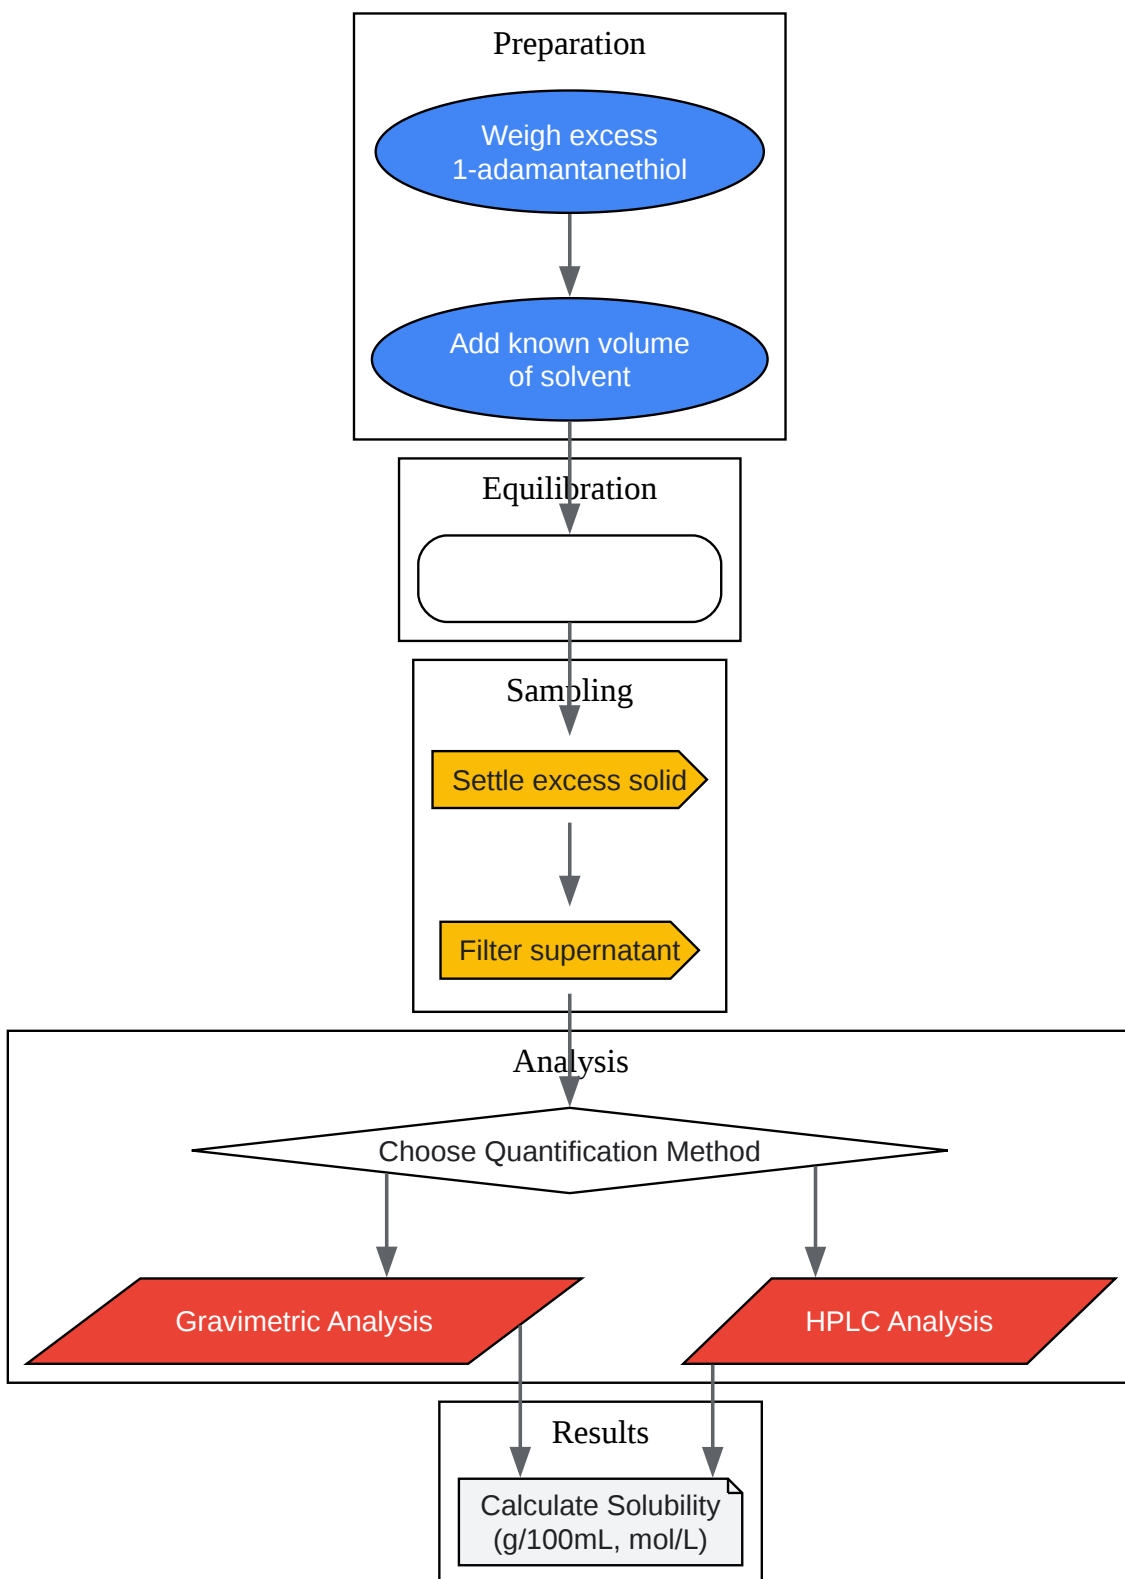 Preparation
Weigh excess
1-adamantanethiol
Add known volume
of solvent
Equilibration
Sampling
Settle excess solid
Filter supernatant
Analysis
Choose Quantification Method
Gravimetric Analysis
HPLC Analysis
Results
Calculate Solubility
(g/100mL, mol/L)